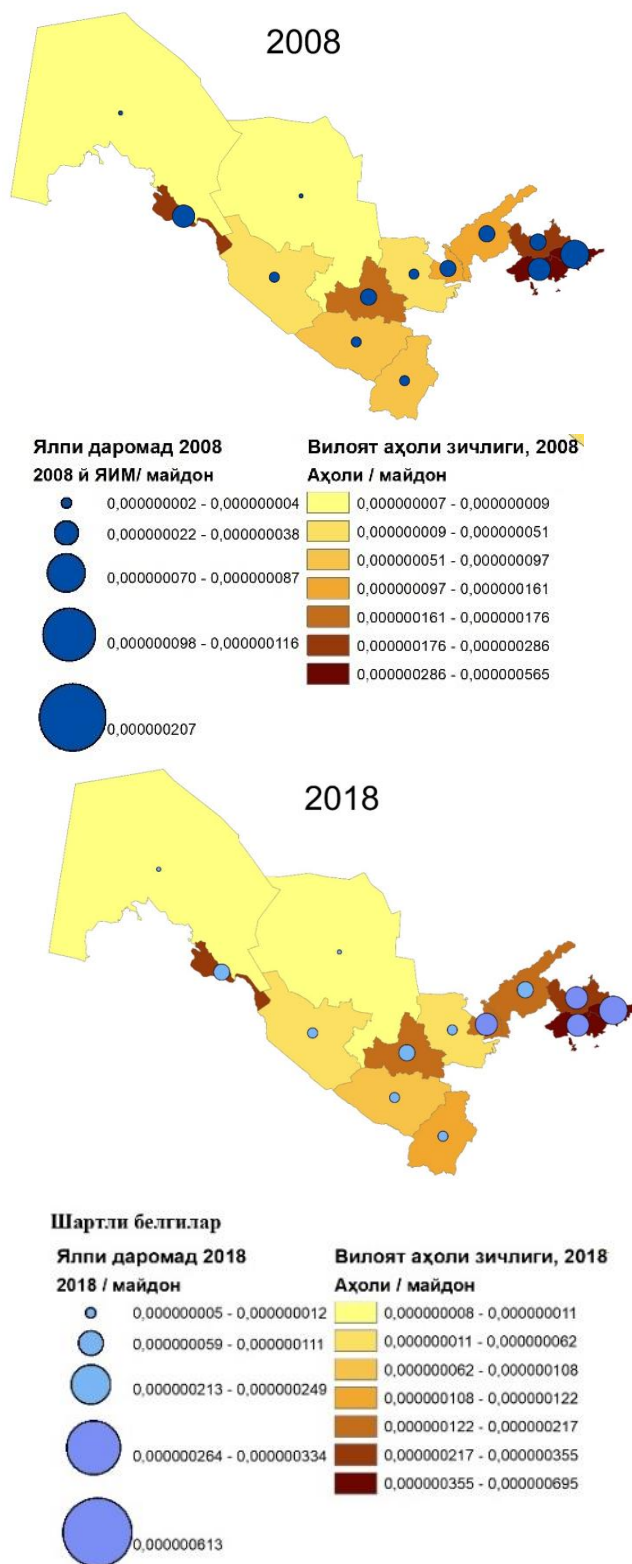 2008
Ялпи даромад 2008
2008 й ЯИМ/ майдон
0,000000002 - 0,000000004
0,000000022 - 0,000000038
0,000000070 - 0,000000087
0,000000098 - 0,000000116
0,000000207
Вилоят аҳоли зичлиги, 2008
Аҳоли / майдон
0,000000007 - 0,000000009
0,000000009 - 0,000000051
0,000000051 - 0,000000097
0,000000097 - 0,000000161
0,000000161 - 0,000000176
0,000000176 - 0,000000286
0,000000286 - 0,000000565
2018
Шартли белгилар
Ялпи даромад 2018
2018 / майдон
0,000000005 - 0,000000012
0,000000059 - 0,000000111
0,000000213 - 0,000000249
0,000000264 - 0,000000334
0,000000613
Вилоят аҳоли зичлиги, 2018
Аҳоли / майдон
0,000000008 - 0,000000011
0,000000011 - 0,000000062
0,000000062 - 0,000000108
0,000000108 - 0,000000122
0,000000122 - 0,000000217
0,000000217 - 0,000000355
0,000000355 - 0,000000695